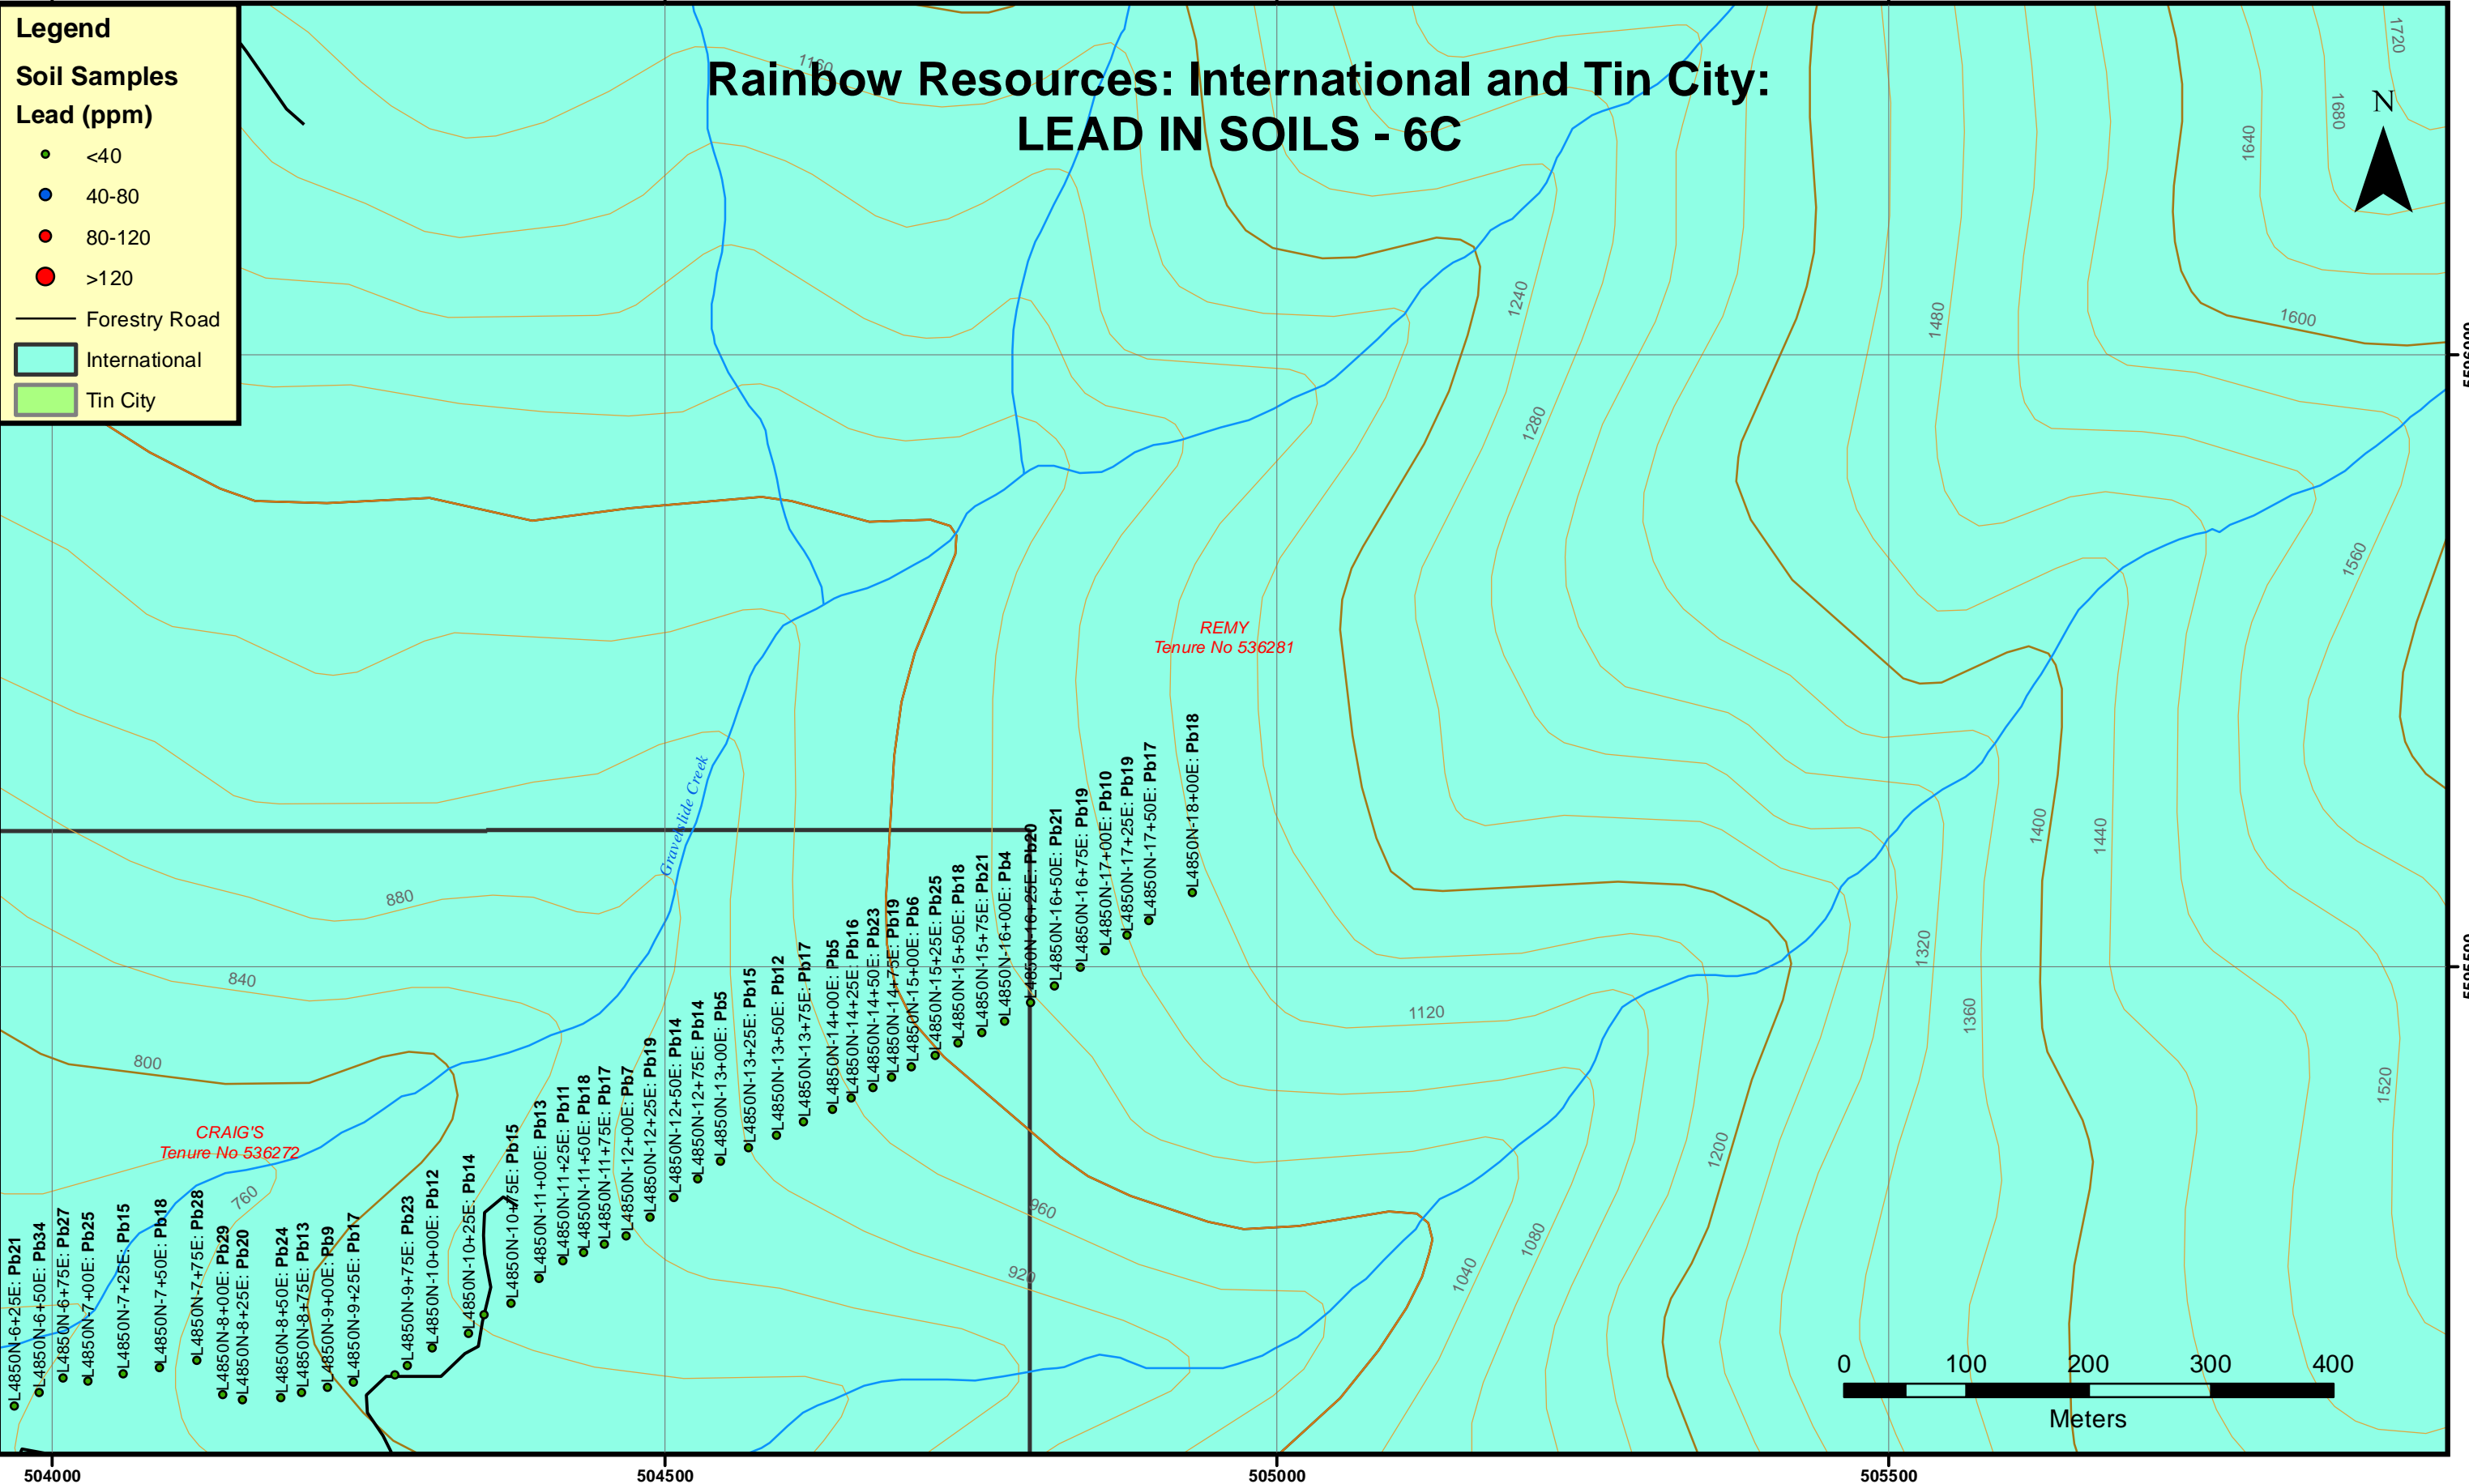 Legend
Soil Samples
Lead (ppm)
<40
40-80
80-120
>120
Forestry Road
International
Tin City
Rainbow Resources: International and Tin City:
LEAD IN SOILS - 6C
N
1160
1720
1680
1640
1600
1240
1280
1480
1560
REMY
Tenure No 536281
Gravelslide Creek
880
840
800
760
CRAIG'S
Tenure No 536272
1400
1440
1320
1360
1120
1200
1520
960
920
1040
1080
L4850N-6+25E: Pb21
L4850N-6+50E: Pb34
L4850N-6+75E: Pb27
L4850N-7+00E: Pb25
L4850N-7+25E: Pb15
L4850N-7+50E: Pb18
L4850N-7+75E: Pb28
L4850N-8+00E: Pb29
L4850N-8+25E: Pb20
L4850N-8+50E: Pb24
L4850N-8+75E: Pb13
L4850N-9+00E: Pb9
L4850N-9+25E: Pb17
L4850N-9+75E: Pb23
L4850N-10+00E: Pb12
L4850N-10+25E: Pb14
L4850N-10+75E: Pb15
L4850N-11+00E: Pb13
L4850N-11+25E: Pb11
L4850N-11+50E: Pb18
L4850N-11+75E: Pb17
L4850N-12+00E: Pb7
L4850N-12+25E: Pb19
L4850N-12+50E: Pb14
L4850N-12+75E: Pb14
L4850N-13+00E: Pb5
L4850N-13+25E: Pb15
L4850N-13+50E: Pb12
L4850N-13+75E: Pb17
L4850N-14+00E: Pb5
L4850N-14+25E: Pb16
L4850N-14+50E: Pb23
L4850N-14+75E: Pb19
L4850N-15+00E: Pb6
L4850N-15+25E: Pb25
L4850N-15+50E: Pb18
L4850N-15+75E: Pb21
L4850N-16+00E: Pb4
L4850N-16+25E: Pb20
L4850N-16+50E: Pb21
L4850N-16+75E: Pb19
L4850N-17+00E: Pb10
L4850N-17+25E: Pb19
L4850N-17+50E: Pb17
L4850N-18+00E: Pb18
0 100 200 300 400
Meters
504000 504500 505000 505500